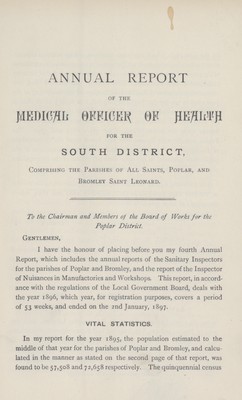 ANNUAL REPORT
OF THE
MEDICAL OFFICER OF HEALTH
FOR THE
SOUTH DISTRICT,
COMPRISING THE PARISHES OF ALL SAINTS, POPLAR, AND
BROMLEY SAINT LEONARD.
To the Chairman and Members of the Board of Works for the
Poplar District.
GENTLEMEN,
I have the honour of placing before you my fourth Annual
Report, which includes the annual reports of the Sanitary Inspectors
for the parishes of Poplar and Bromley, and the report of the Inspector
of Nuisances in Manufactories and Workshops. This report, in accord-
ance with the regulations of the Local Government Board, deals with
the year 1896, which year, for registration purposes, covers a period
of 53 weeks, and ended on the 2nd January, 1897.
VITAL STATISTICS.
In my report for the year 1895, the population estimated to the
middle of that year for the parishes of Poplar and Bromley, and calcu-
lated in the manner as stated on the second page of that report, was
found to be 57,508 and 72,658 respectively. The quinquennial census